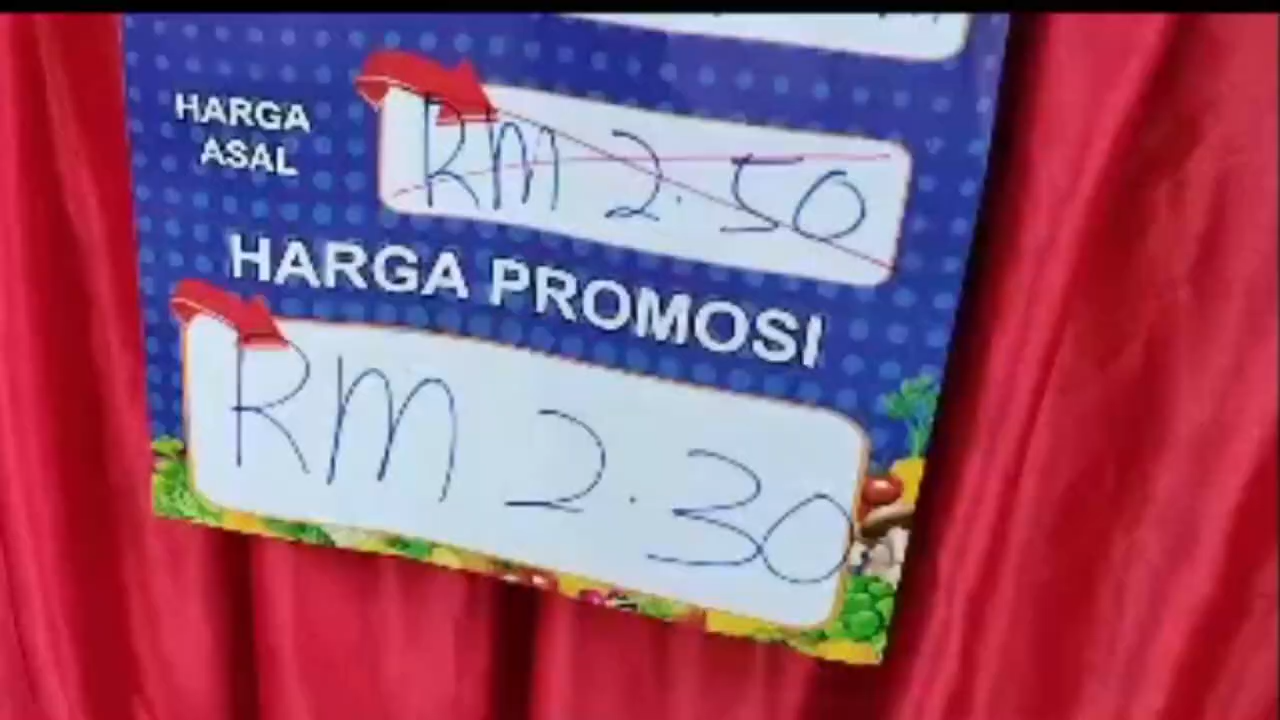 HARGA
ASAL
RM 2.50
HARGA PROMOSI
RM 2.30